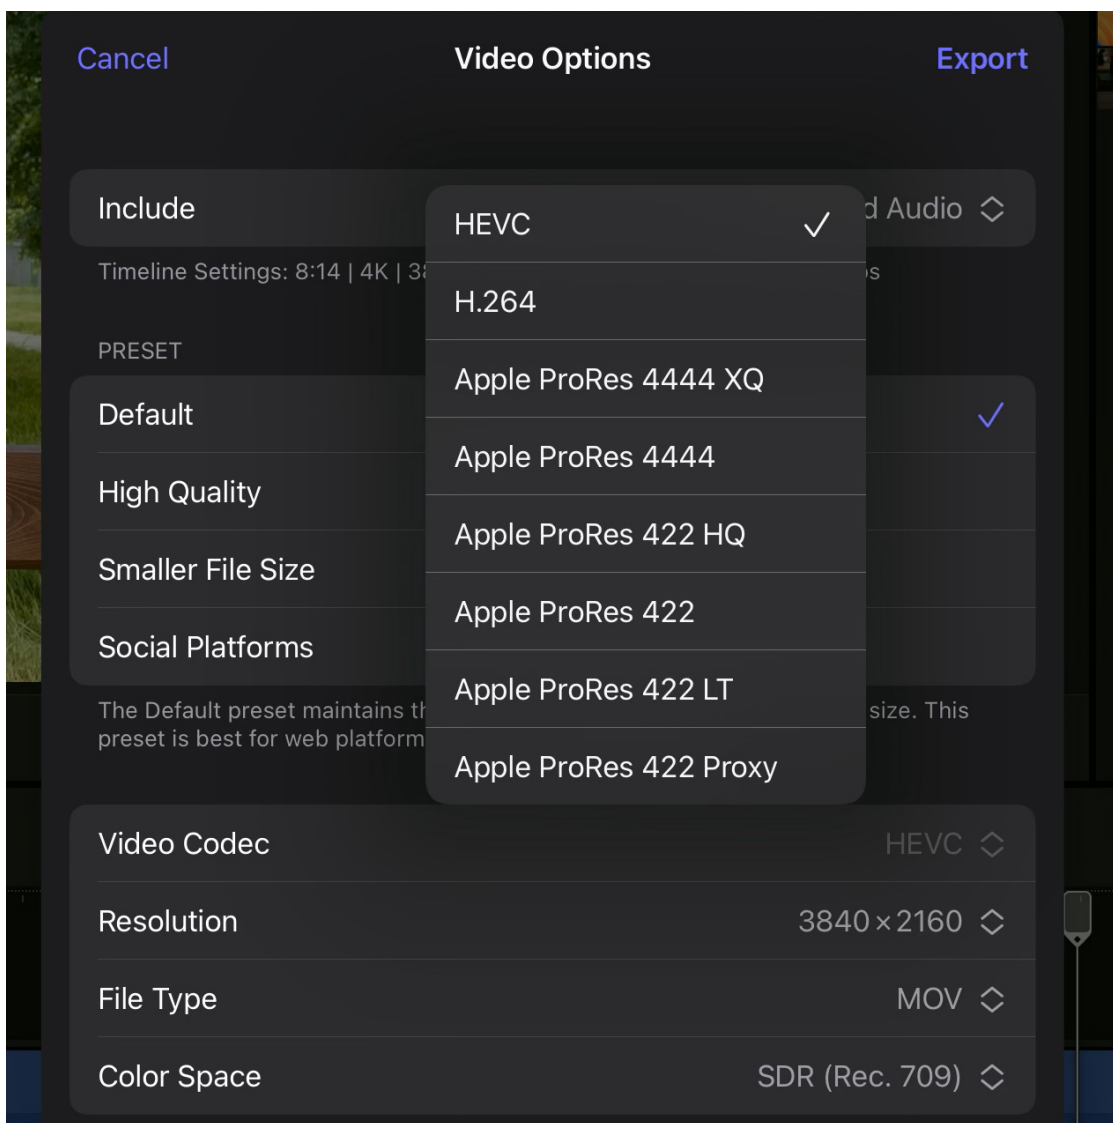 Cancel Video Options Export
Include d Audio
Timeline Settings: 8:14 | 4K | 38
PRESET
Default
High Quality
Smaller File Size
Social Platforms
The Default preset maintains size. This
preset is best for web platform
HEVC
H.264
Apple ProRes 4444 XQ
Apple ProRes 4444
Apple ProRes 422 HQ
Apple ProRes 422
Apple ProRes 422 LT
Apple ProRes 422 Proxy
Video Codec HEVC
Resolution 3840 × 2160
File Type MOV
Color Space SDR (Rec. 709)